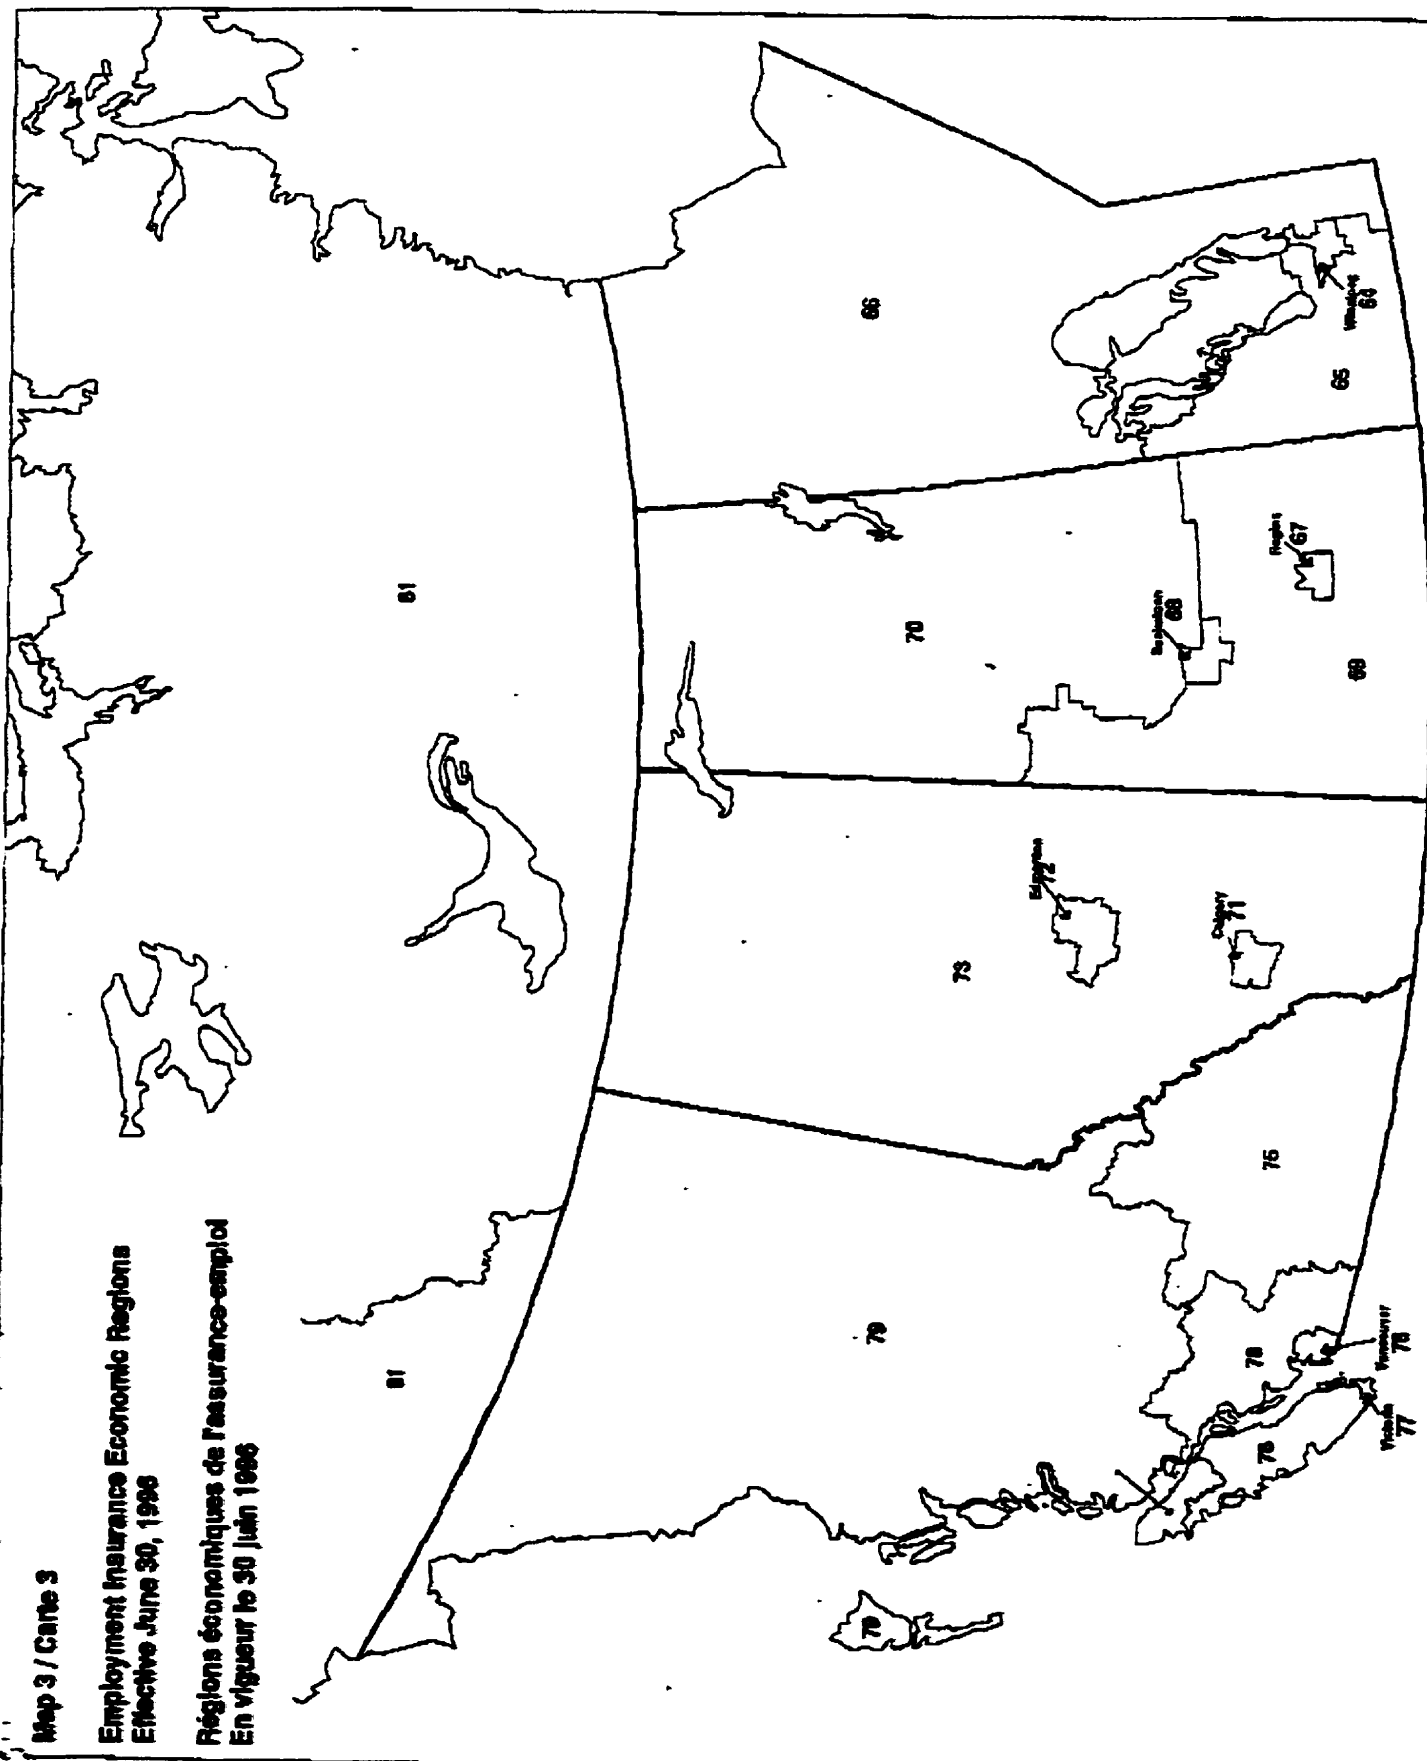 Map 3 / Carte 3
Employment Insurance Economic Regions
Effective June 30, 1996
Régions économiques de l'assurance-emploi
En vigueur le 30 juin 1996
81
81
79
79
73
70
66
Edmonton
72
Calgary
71
Saskatoon
68
Regina
67
69
65
Winnipeg
64
75
78
78
Vancouver
76
Victoria
77